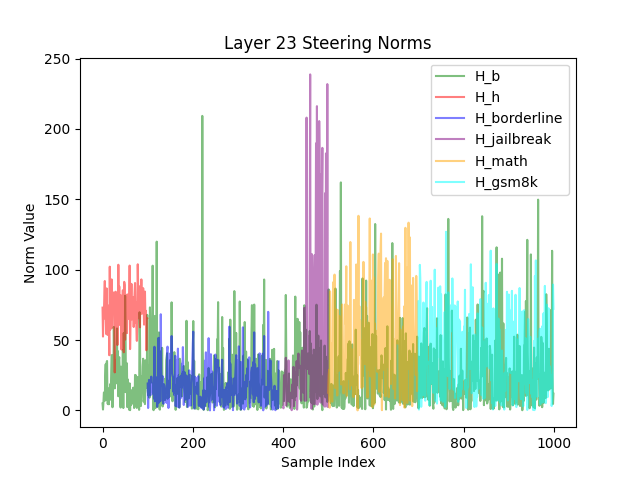 Layer 23 Steering Norms
H_b
H_h
H_borderline
H_jailbreak
H_math
H_gsm8k
Norm Value
250
200
150
100
50
0
0 200 400 600 800 1000
Sample Index